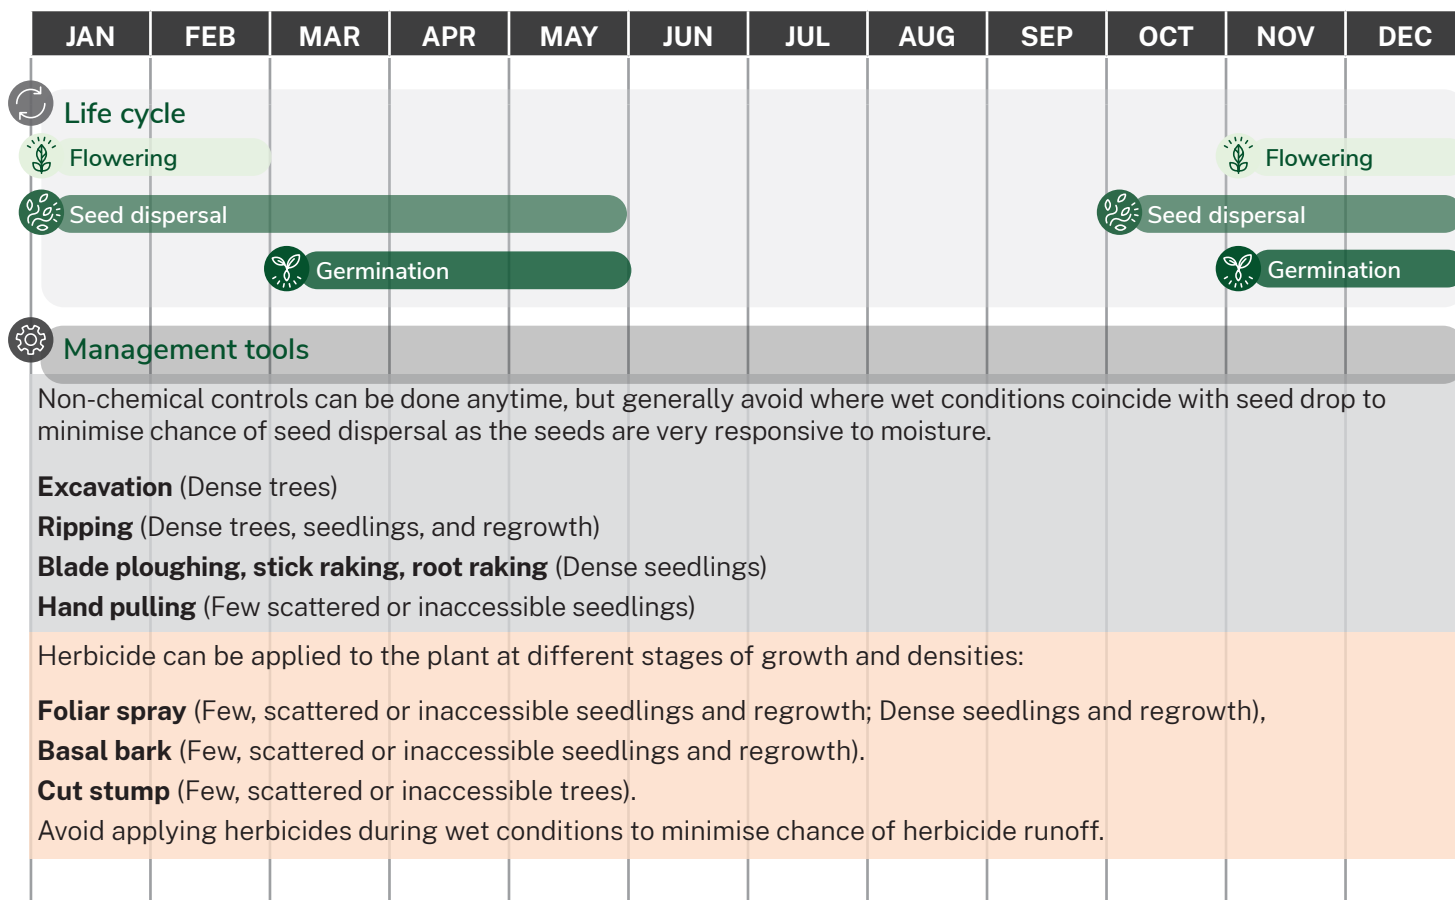 JAN FEB MAR APR MAY JUN JUL AUG SEP OCT NOV DEC
Life cycle
Flowering Flowering
Seed dispersal Seed dispersal
Germination Germination
Management tools
Non-chemical controls can be done anytime, but generally avoid where wet conditions coincide with seed drop to
minimise chance of seed dispersal as the seeds are very responsive to moisture.
Excavation (Dense trees)
Ripping (Dense trees, seedlings, and regrowth)
Blade ploughing, stick raking, root raking (Dense seedlings)
Hand pulling (Few scattered or inaccessible seedlings)
Herbicide can be applied to the plant at different stages of growth and densities:
Foliar spray (Few, scattered or inaccessible seedlings and regrowth; Dense seedlings and regrowth),
Basal bark (Few, scattered or inaccessible seedlings and regrowth).
Cut stump (Few, scattered or inaccessible trees).
Avoid applying herbicides during wet conditions to minimise chance of herbicide runoff.